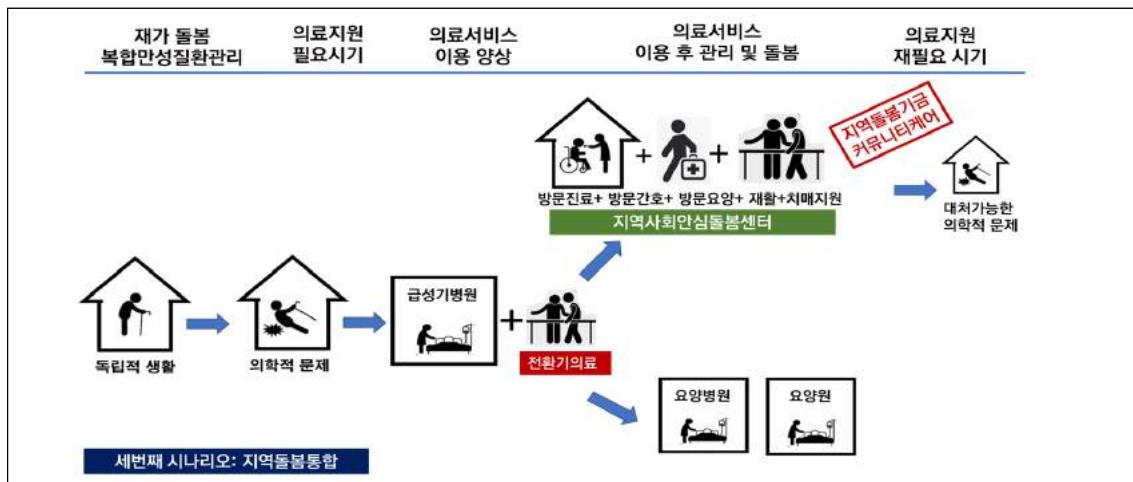 재가 돌봄
복합만성질환관리
의료지원
필요시기
의료서비스
이용 양상
의료서비스
이용 후 관리 및 돌봄
의료지원
재필요 시기
지역돌봄기금
커뮤니티케어
방문진료+ 방문간호+ 방문요양+ 재활+치매지원
지역사회안심돌봄센터
대처가능한
의학적 문제
급성기병원
독립적 생활
의학적 문제
전환기의료
요양병원
요양원
세번째 시나리오: 지역돌봄통합